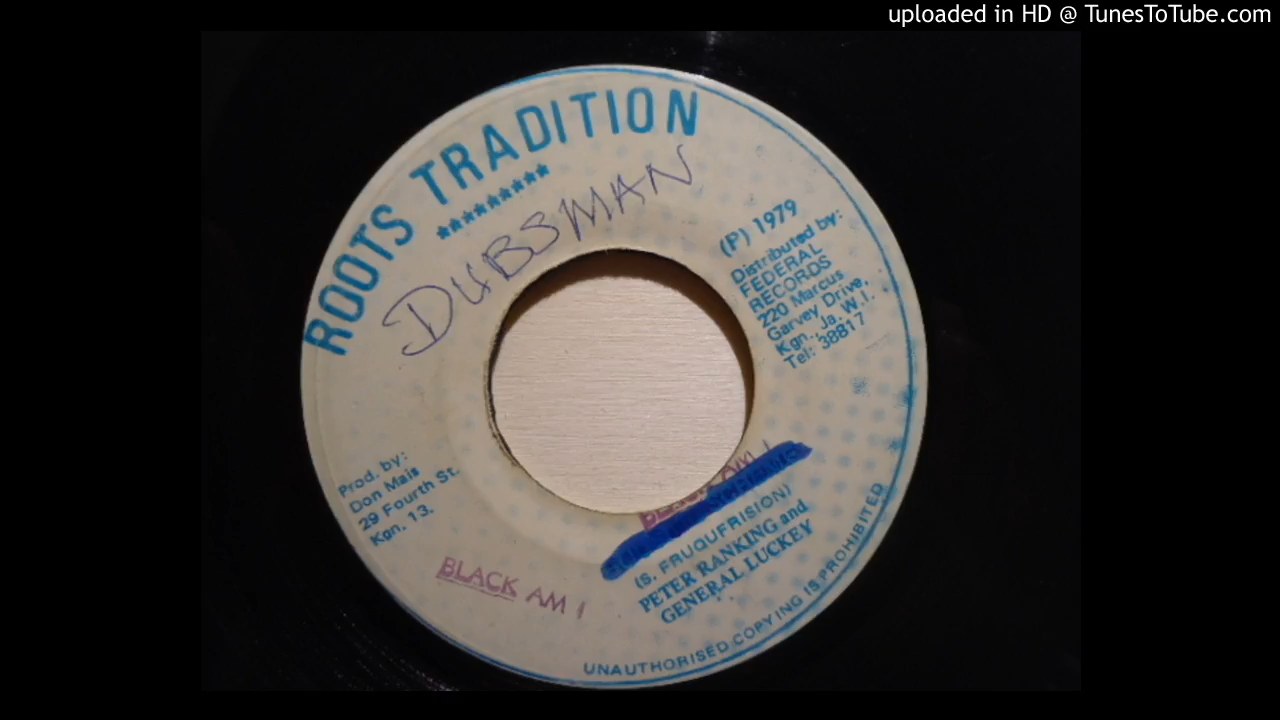 uploaded in HD @ TunesToTube.com
ROOTS TRADITION
*********
DUBSMAN
(P) 1979
Distributed by:
FEDERAL
RECORDS
220 Marcus
Garvey Drive,
Kgn., Ja. W.I.
Tel: 38817
Prod. by:
Don Mais
29 Fourth St.
Kgn. 13.
BLACK AM I
BLACK AM I
(S. FRUQUFRISION)
PETER RANKING and
GENERAL LUCKEY
UNAUTHORISED COPYING IS PROHIBITED